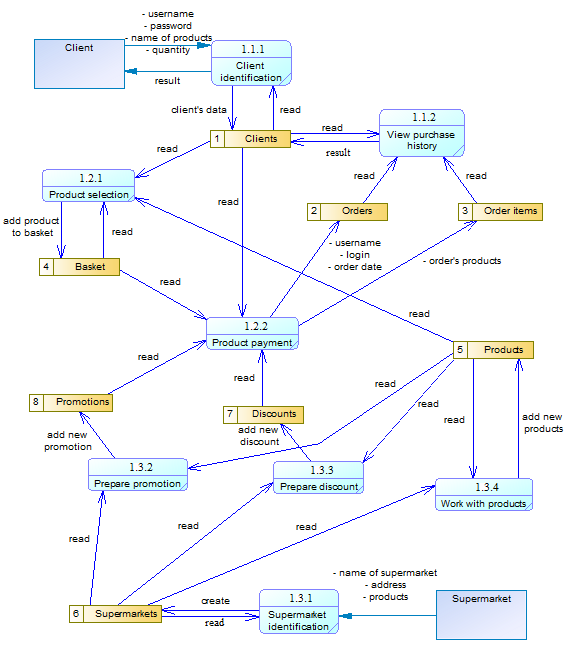 - username
- password
- name of products
- quantity
Client
result
1.1.1
Client
identification
client's data
read
1 Clients
read
result
1.1.2
View purchase
history
read
1.2.1
Product selection
read
read
read
2 Orders
3 Order items
add product
to basket
read
- username
- login
- order date
- order's products
4 Basket
read
read
1.2.2
Product payment
5 Products
read
read
read
read
read
add new
products
8 Promotions
7 Discounts
add new
promotion
add new
discount
1.3.2
Prepare promotion
1.3.3
Prepare discount
1.3.4
Work with products
read
read
read
6 Supermarkets
create
read
1.3.1
Supermarket
identification
- name of supermarket
- address
- products
Supermarket